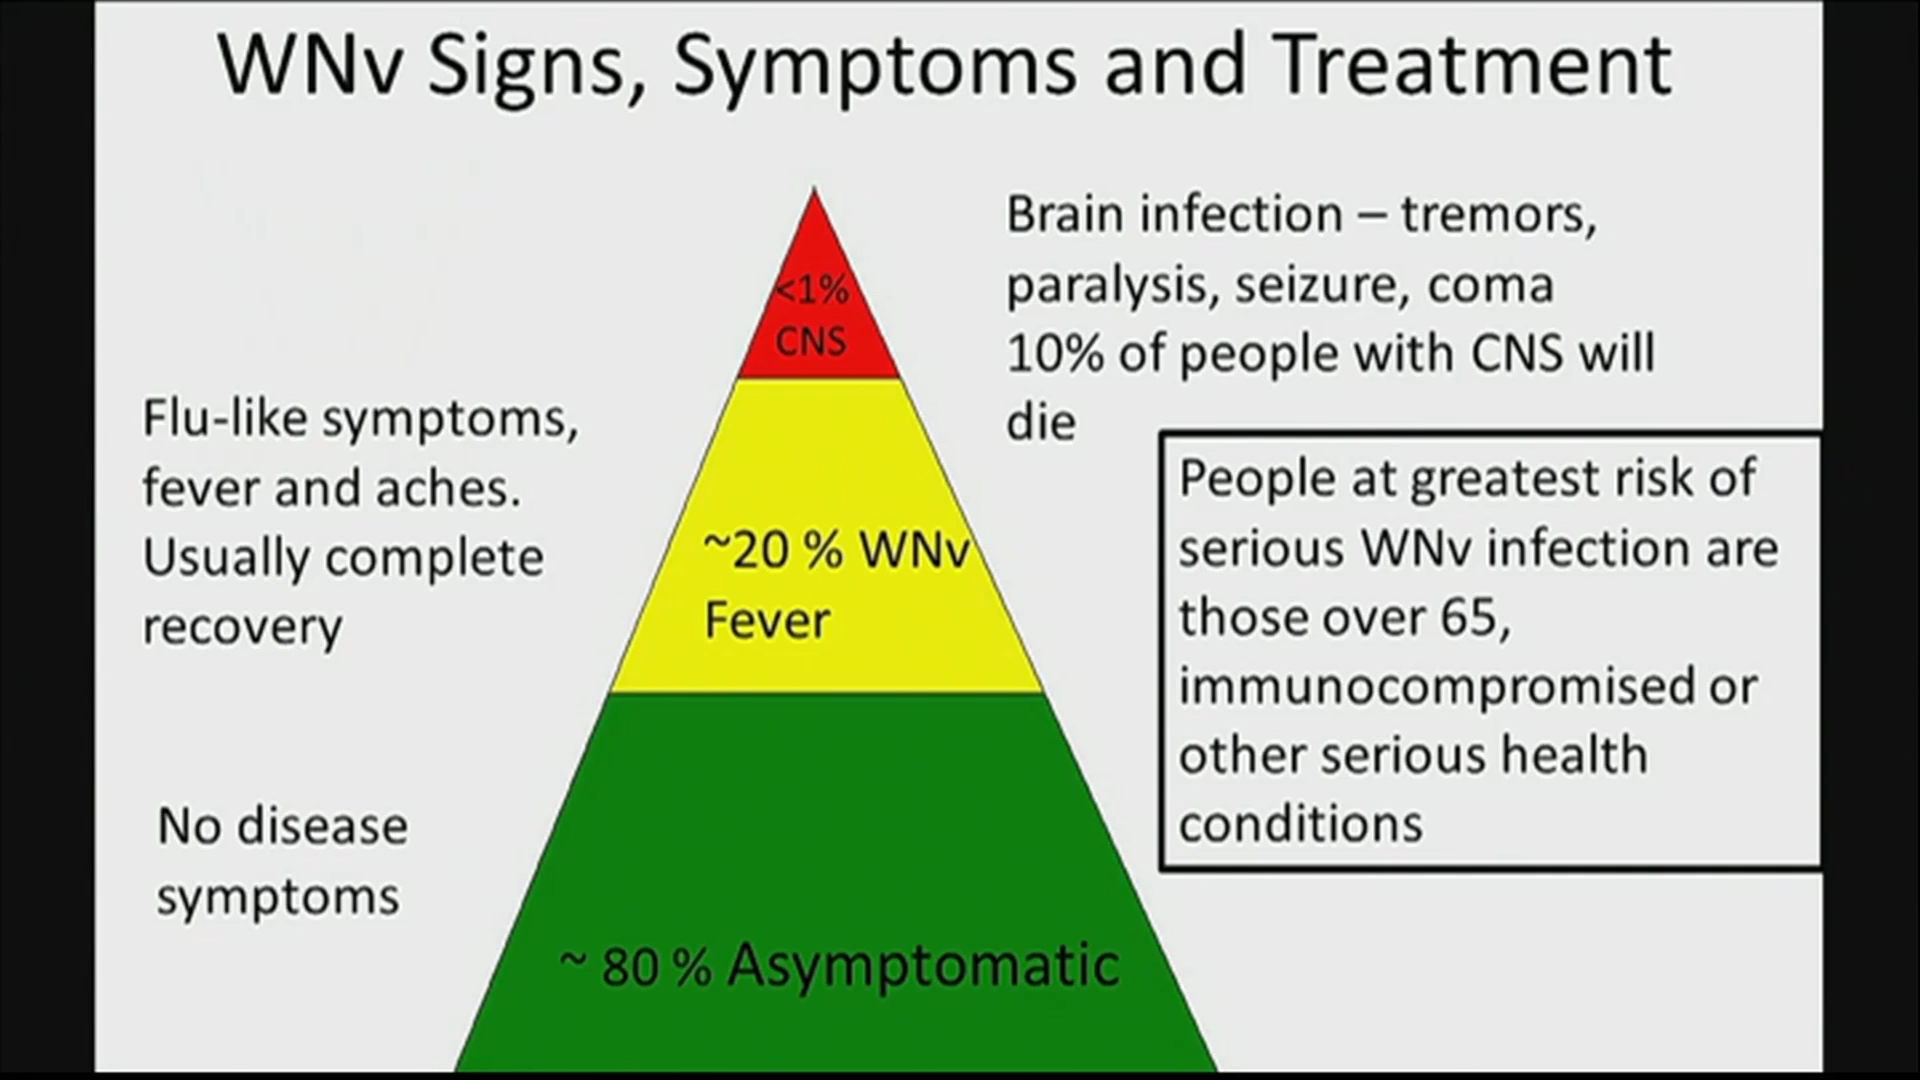 WNv Signs, Symptoms and Treatment
Brain infection – tremors,
paralysis, seizure, coma
10% of people with CNS will
die
<1%
CNS
Flu-like symptoms,
fever and aches.
Usually complete
recovery
~20 % WNv
Fever
People at greatest risk of
serious WNv infection are
those over 65,
immunocompromised or
other serious health
conditions
No disease
symptoms
~ 80 % Asymptomatic